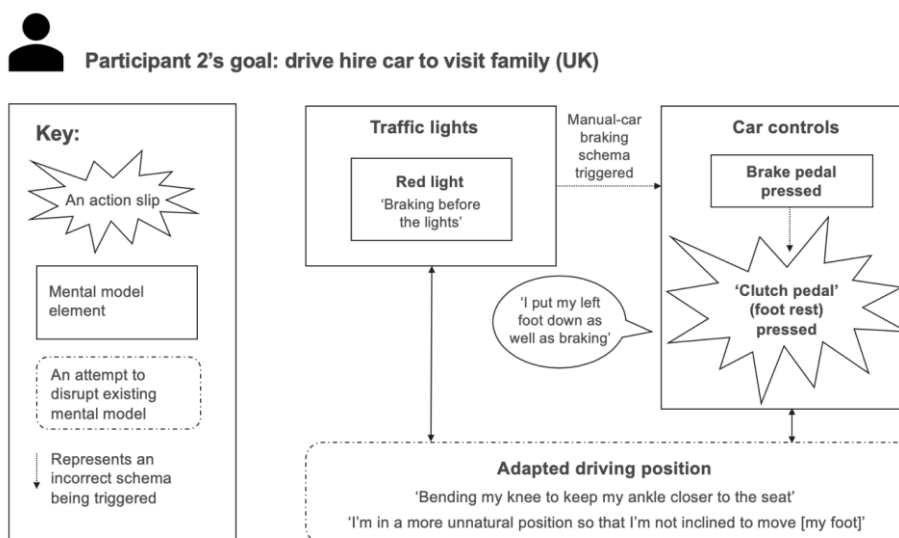 Participant 2’s goal: drive hire car to visit family (UK)
Key:
An action slip
Mental model
element
An attempt to
disrupt existing
mental model
Represents an
incorrect schema
being triggered
Traffic lights
Red light
‘Braking before
the lights’
Manual-car
braking
schema
triggered
Car controls
Brake pedal
pressed
‘Clutch pedal’
(foot rest)
pressed
‘I put my left
foot down as
well as braking’
Adapted driving position
‘Bending my knee to keep my ankle closer to the seat’
‘I’m in a more unnatural position so that I’m not inclined to move [my foot]’